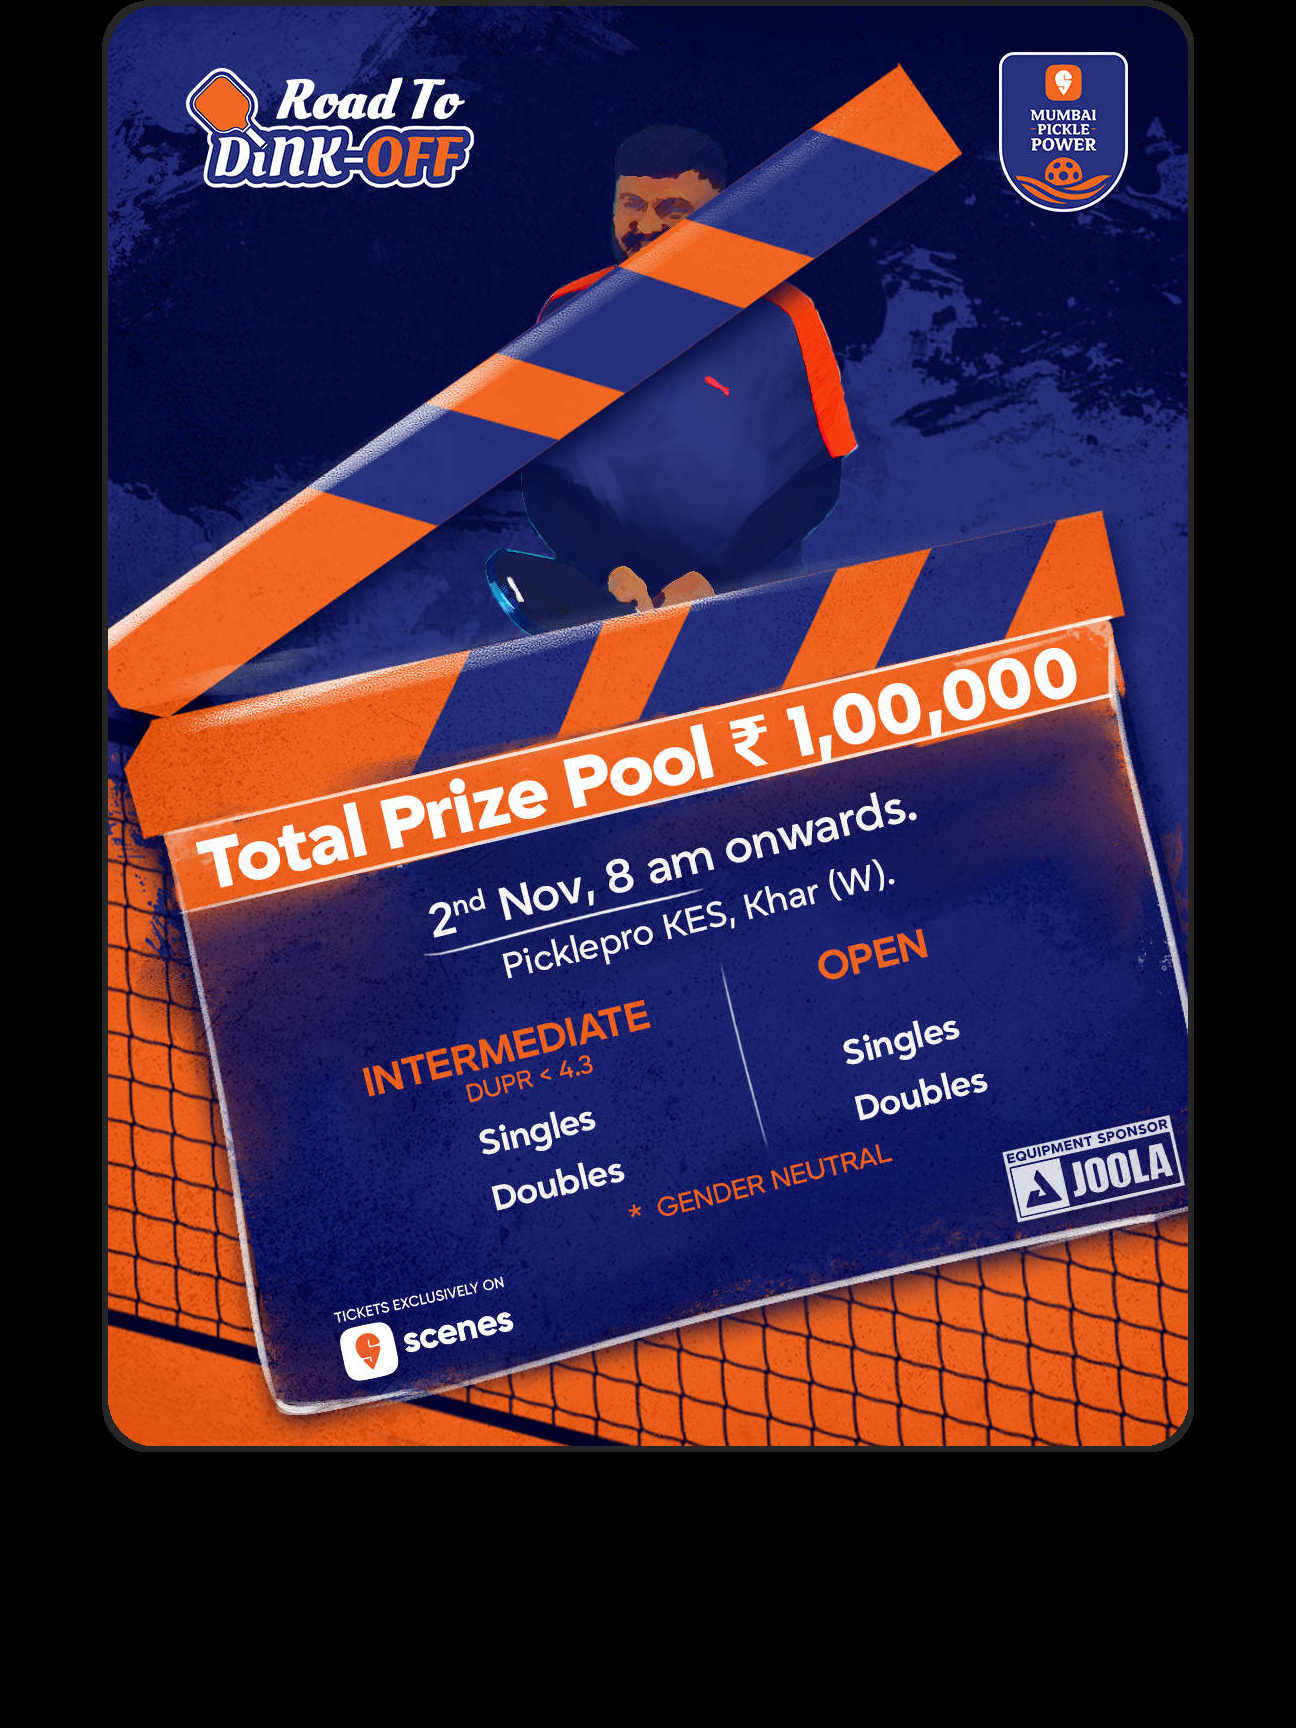 Road To
DiNK-OFF
MUMBAI
-PICKLE-
POWER
Total Prize Pool ₹ 1,00,000
2nd Nov, 8 am onwards.
Picklepro KES, Khar (W).
INTERMEDIATE
DUPR < 4.3
Singles
Doubles
OPEN
Singles
Doubles
* GENDER NEUTRAL
EQUIPMENT SPONSOR
JOOLA
TICKETS EXCLUSIVELY ON
scenes